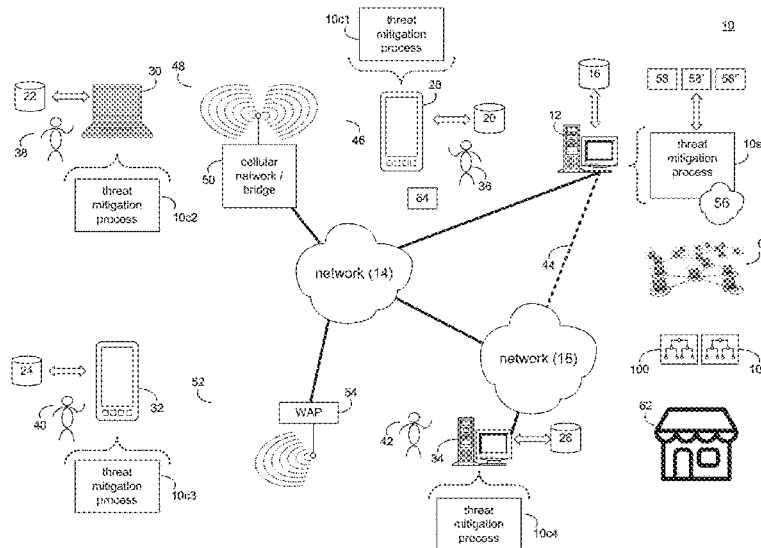 10c1
threat
mitigation
process
10
16
58 58' 58"
30
48
22
28
20
12
threat
mitigation
process
10s
56
38
46
36
50
cellular
network /
bridge
64
threat
mitigation
process
10c2
44
network (14)
network (18)
100
24
32
52
54
WAP
40
42
34
26
62
threat
mitigation
process
10c3
threat
mitigation
process
10c4